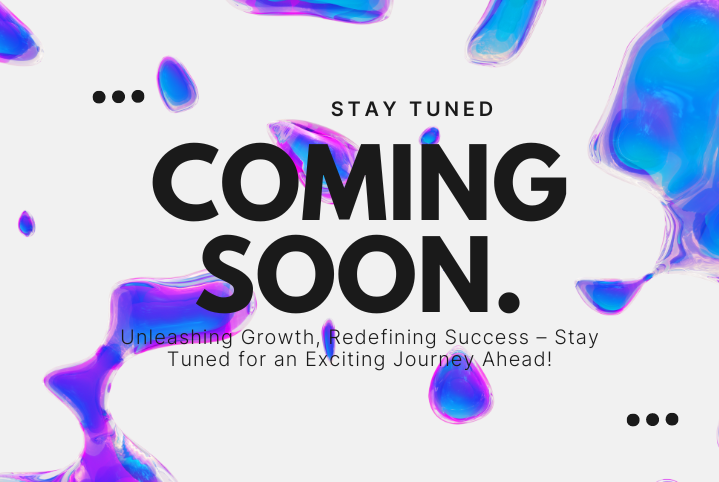 STAY TUNED
COMING
SOON.
Unleashing Growth, Redefining Success – Stay
Tuned for an Exciting Journey Ahead!